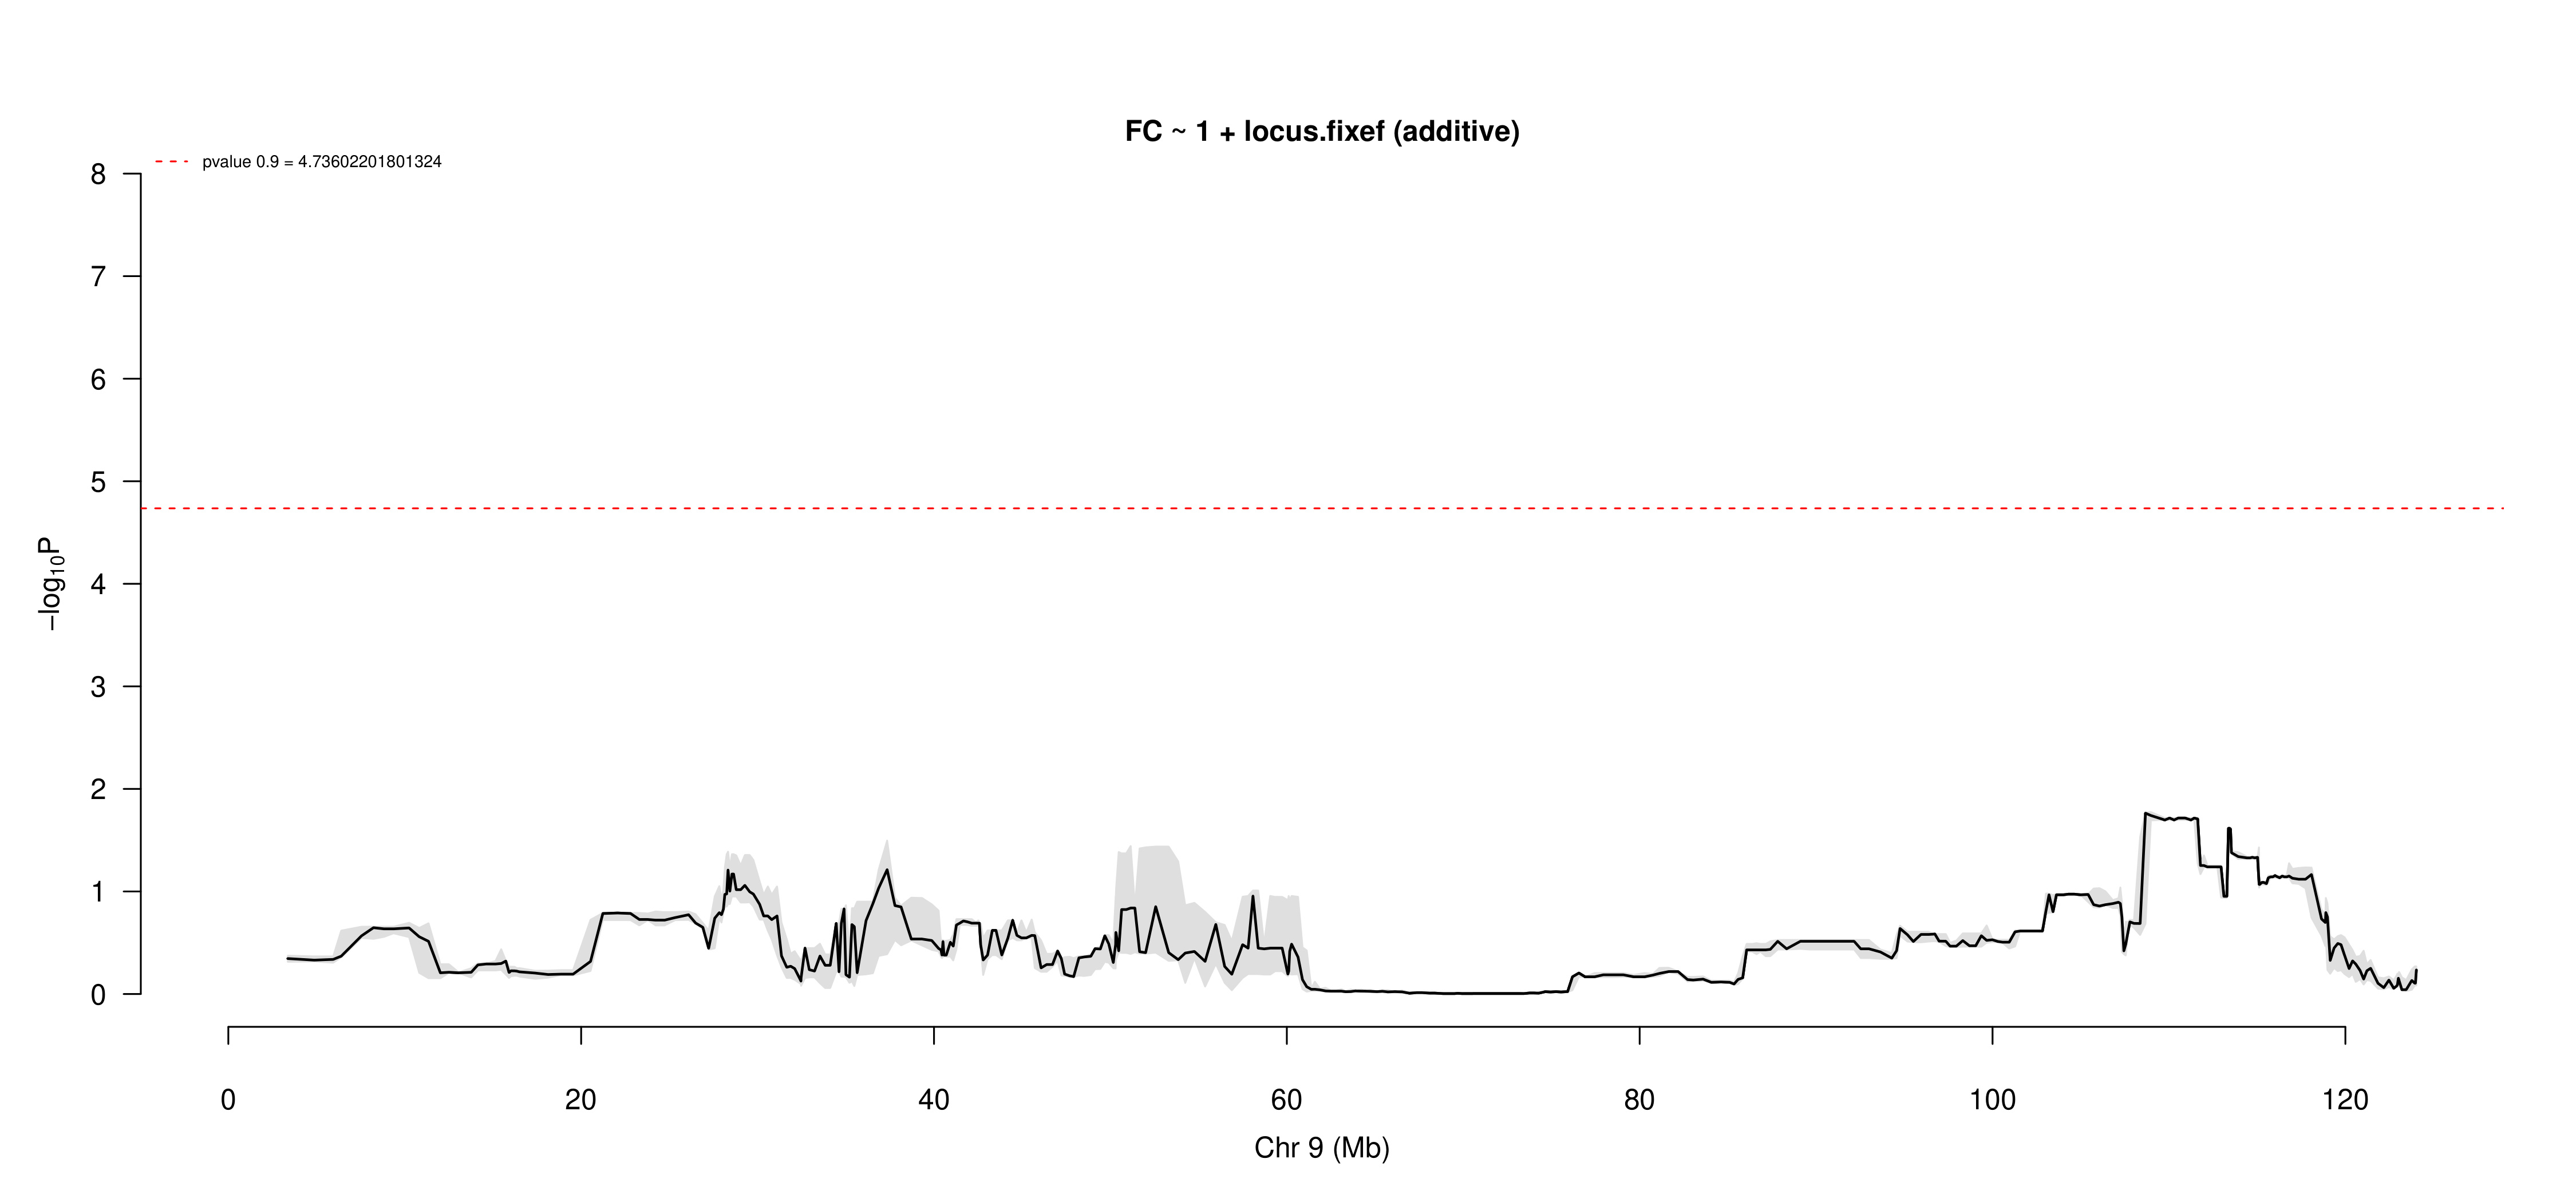 FC ~ 1 + locus.fixef (additive)
pvalue 0.9 = 4.73602201801324
8
7
6
5
4
3
2
1
0
−log10P
0 20 40 60 80 100 120
Chr 9 (Mb)